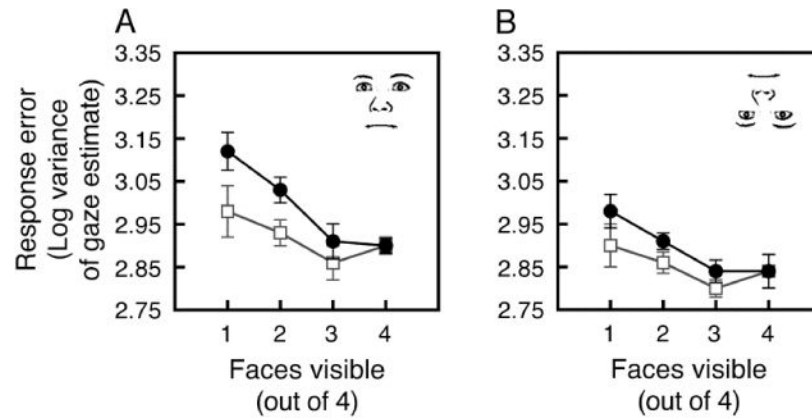 A
B
Response error
(Log variance
of gaze estimate)
3.35
3.25
3.15
3.05
2.95
2.85
2.75
1 2 3 4
Faces visible
(out of 4)
3.35
3.25
3.15
3.05
2.95
2.85
2.75
1 2 3 4
Faces visible
(out of 4)